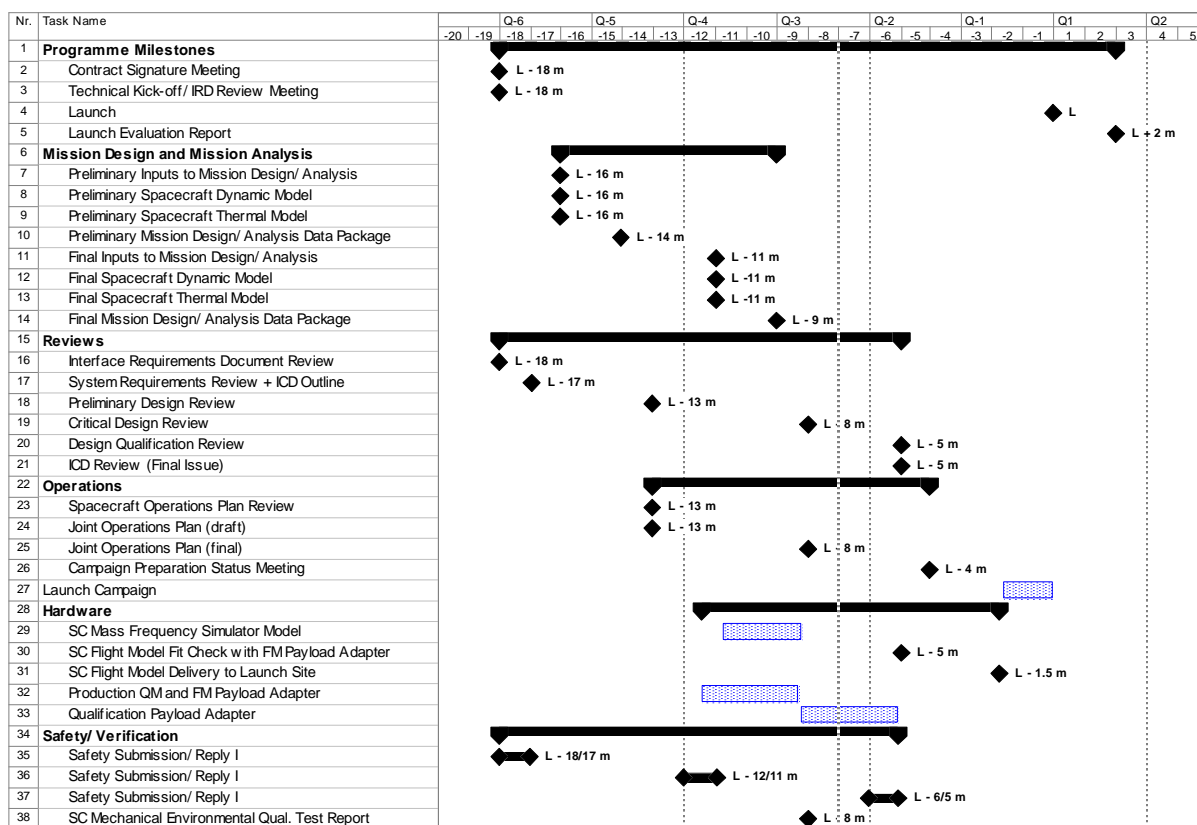 Nr. Task Name Q-6 Q-5 Q-4 Q-3 Q-2 Q-1 Q1 Q2
-20 -19 -18 -17 -16 -15 -14 -13 -12 -11 -10 -9 -8 -7 -6 -5 -4 -3 -2 -1 1 2 3 4 5
1 Programme Milestones
2 Contract Signature Meeting L - 18 m
3 Technical Kick-off/ IRD Review Meeting L - 18 m
4 Launch L
5 Launch Evaluation Report L + 2 m
6 Mission Design and Mission Analysis
7 Preliminary Inputs to Mission Design/ Analysis L - 16 m
8 Preliminary Spacecraft Dynamic Model L - 16 m
9 Preliminary Spacecraft Thermal Model L - 16 m
10 Preliminary Mission Design/ Analysis Data Package L - 14 m
11 Final Inputs to Mission Design/ Analysis L - 11 m
12 Final Spacecraft Dynamic Model L -11 m
13 Final Spacecraft Thermal Model L -11 m
14 Final Mission Design/ Analysis Data Package L - 9 m
15 Reviews
16 Interface Requirements Document Review L - 18 m
17 System Requirements Review + ICD Outline L - 17 m
18 Preliminary Design Review L - 13 m
19 Critical Design Review L - 8 m
20 Design Qualification Review L - 5 m
21 ICD Review (Final Issue) L - 5 m
22 Operations
23 Spacecraft Operations Plan Review L - 13 m
24 Joint Operations Plan (draft) L - 13 m
25 Joint Operations Plan (final) L - 8 m
26 Campaign Preparation Status Meeting L - 4 m
27 Launch Campaign
28 Hardware
29 SC Mass Frequency Simulator Model
30 SC Flight Model Fit Check with FM Payload Adapter L - 5 m
31 SC Flight Model Delivery to Launch Site L - 1.5 m
32 Production QM and FM Payload Adapter
33 Qualification Payload Adapter
34 Safety/ Verification
35 Safety Submission/ Reply I L - 18/17 m
36 Safety Submission/ Reply I L - 12/11 m
37 Safety Submission/ Reply I L - 6/5 m
38 SC Mechanical Environmental Qual. Test Report L - 8 m